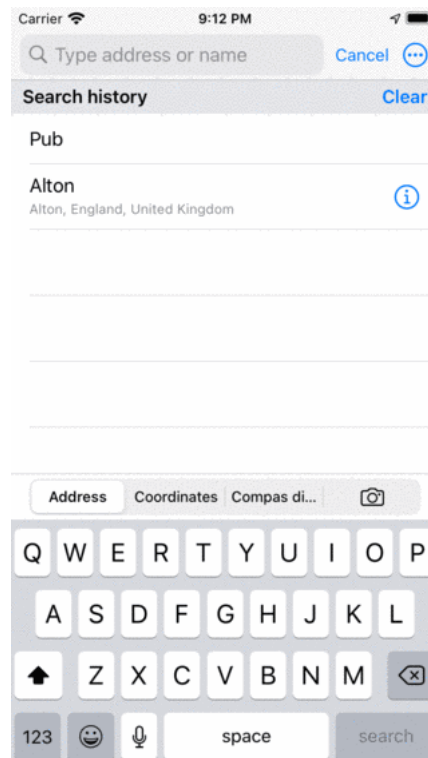 Carrier 9:12 PM
Type address or name Cancel
Search history Clear
Pub
Alton
Alton, England, United Kingdom
Address Coordinates Compas di...
Q W E R T Y U I O P
A S D F G H J K L
Z X C V B N M
123 space search